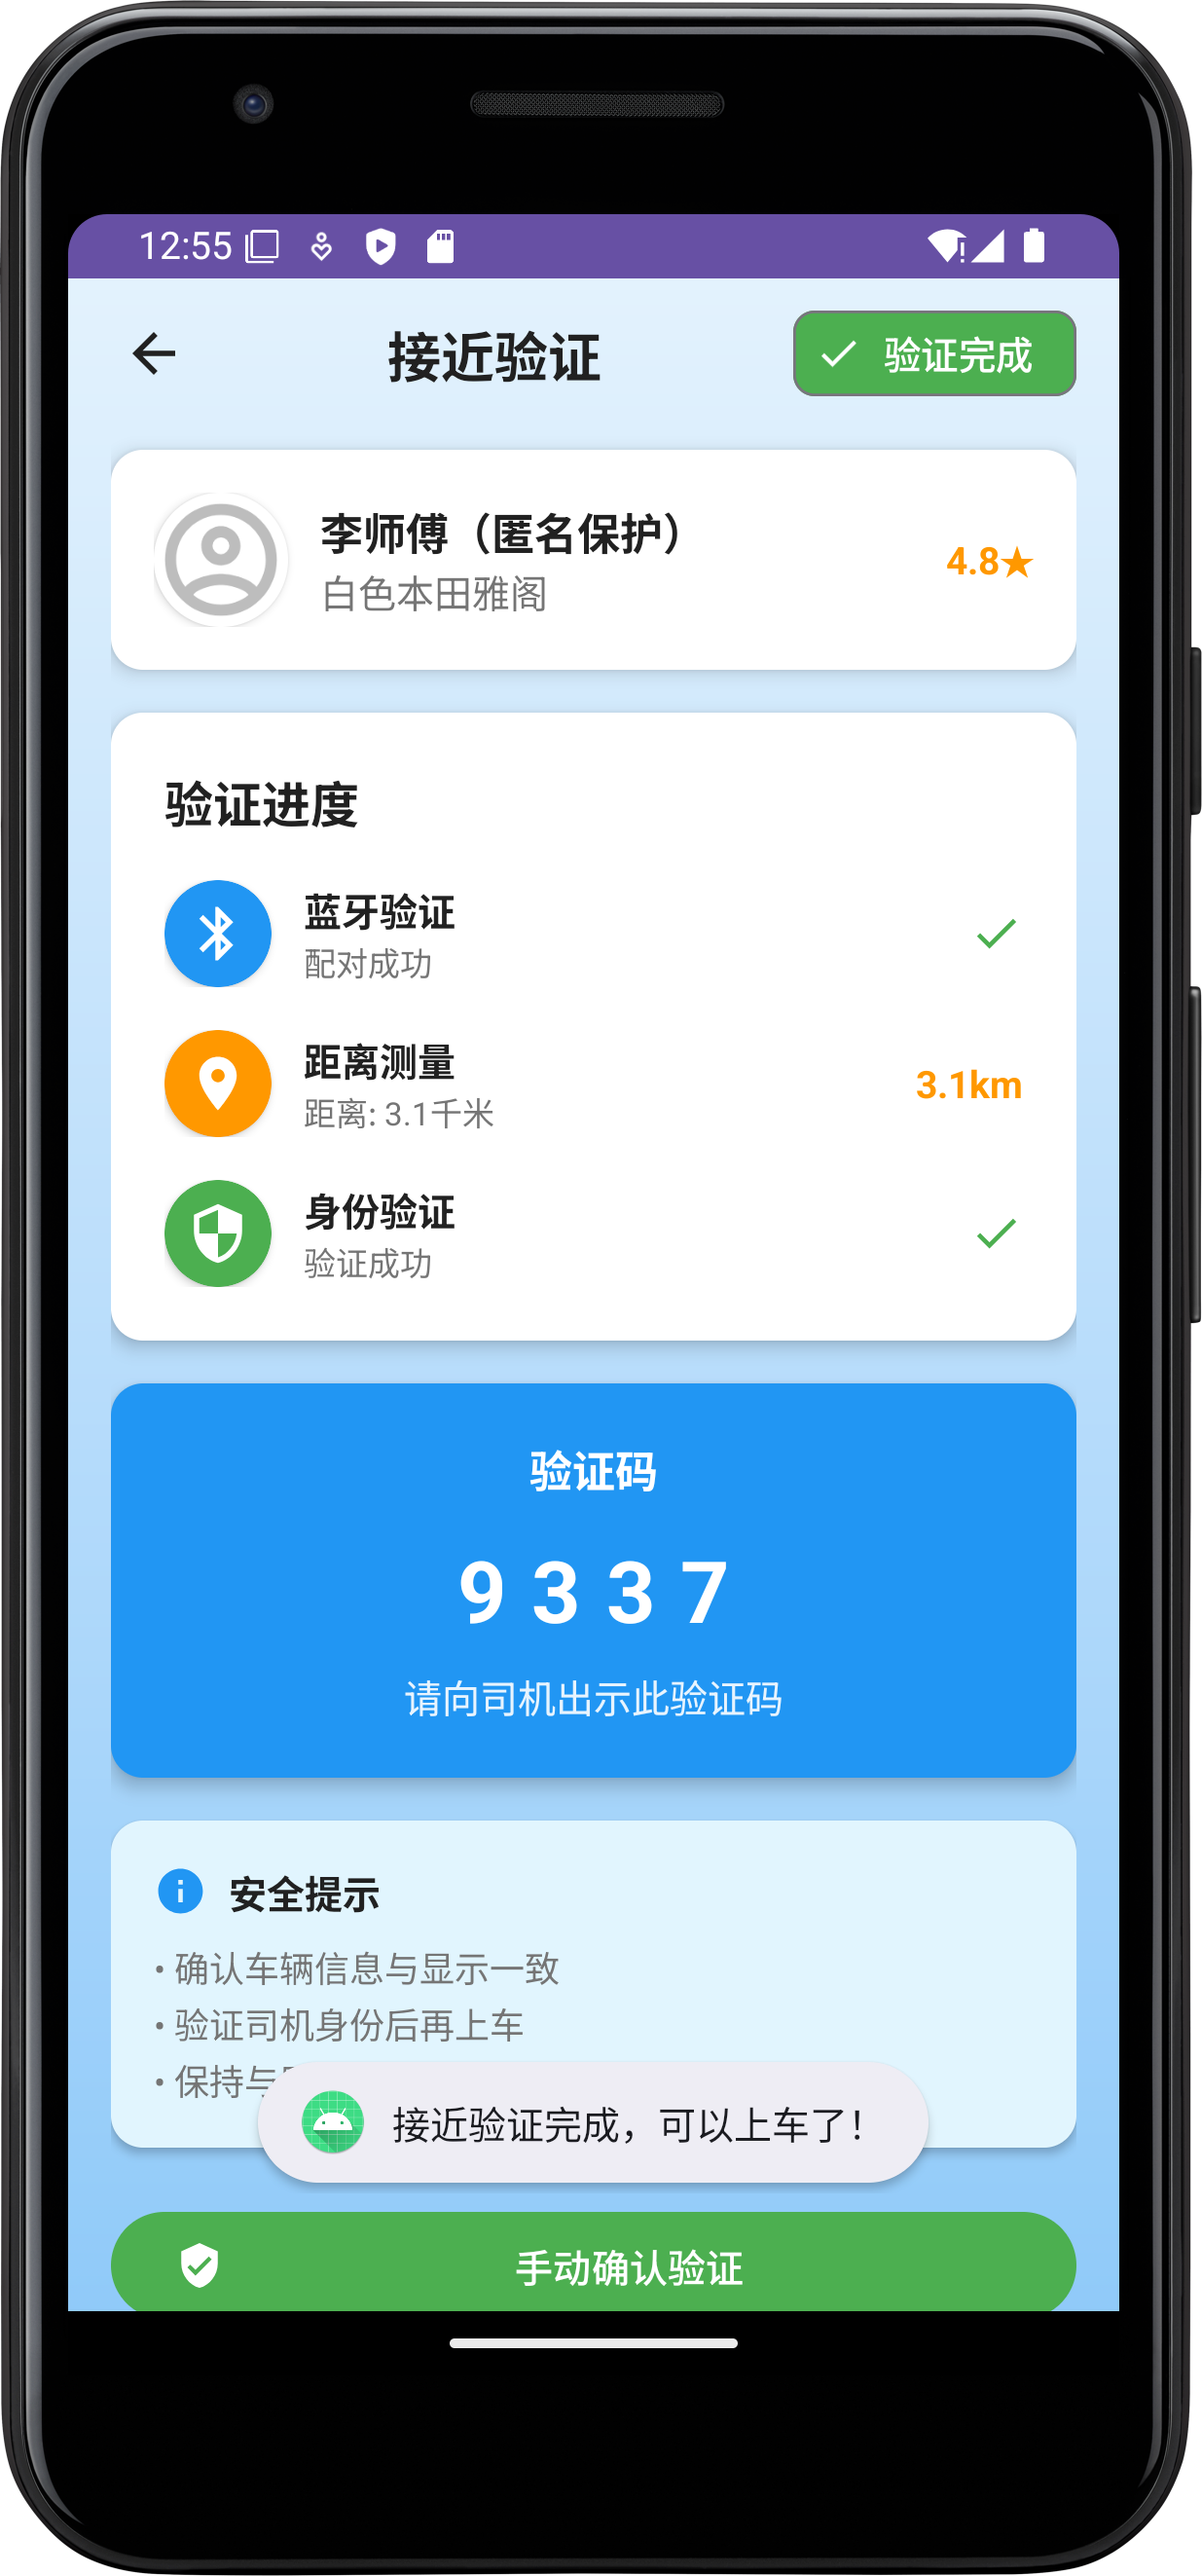 12:55
接近验证
验证完成
李师傅（匿名保护）
白色本田雅阁
4.8★
验证进度
蓝牙验证
配对成功
距离测量
距离: 3.1千米
3.1km
身份验证
验证成功
验证码
9 3 3 7
请向司机出示此验证码
安全提示
• 确认车辆信息与显示一致
• 验证司机身份后再上车
• 保持与
接近验证完成，可以上车了！
手动确认验证